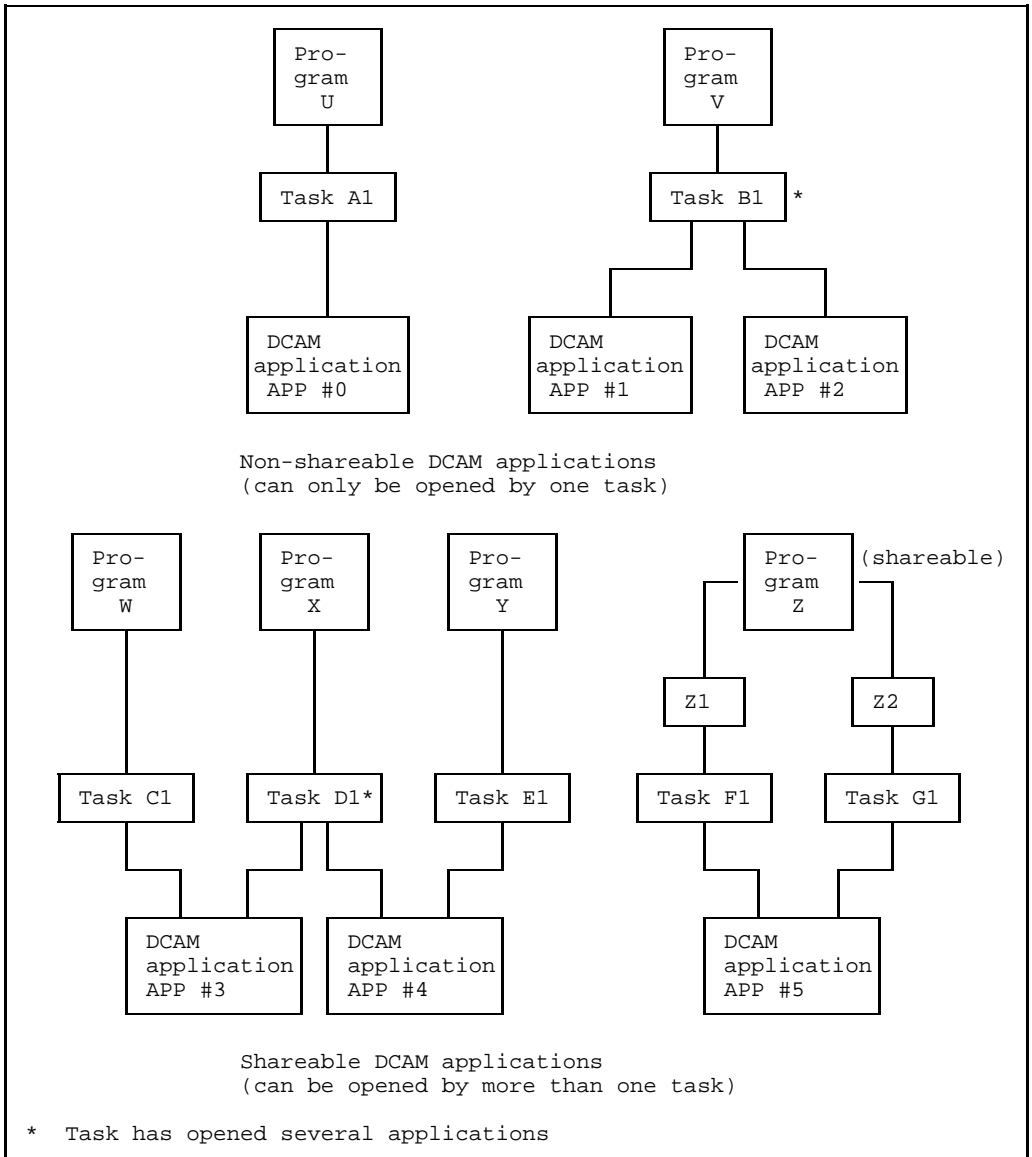 Pro-
gram
U
Pro-
gram
V
Task A1
Task B1 *
DCAM
application
APP #0
DCAM
application
APP #1
DCAM
application
APP #2
Non-shareable DCAM applications
(can only be opened by one task)
Pro-
gram
W
Pro-
gram
X
Pro-
gram
Y
Pro-
gram
Z
(shareable)
Z1
Z2
Task C1
Task D1*
Task E1
Task F1
Task G1
DCAM
application
APP #3
DCAM
application
APP #4
DCAM
application
APP #5
Shareable DCAM applications
(can be opened by more than one task)
* Task has opened several applications